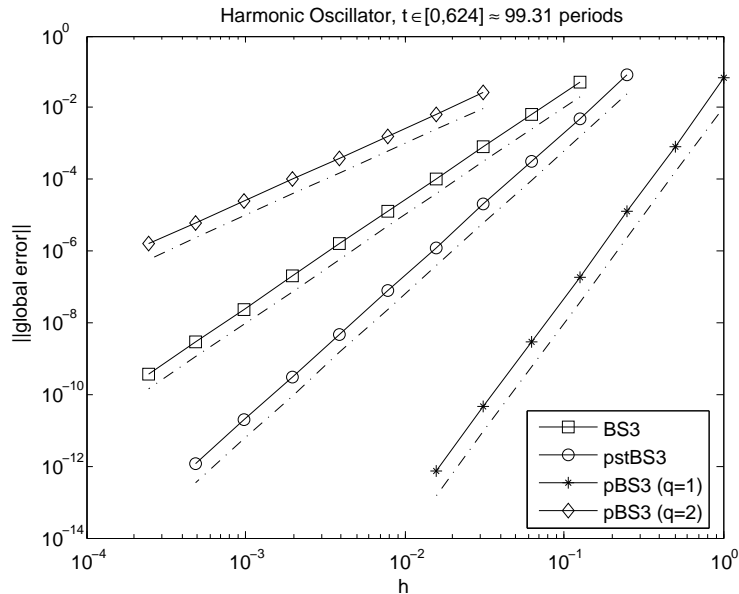 Harmonic Oscillator, t∈[0,624] ≈ 99.31 periods
10^0
10^−2
10^−4
10^−6
10^−8
10^−10
10^−12
10^−14
||global error||
10^−4
10^−3
10^−2
10^−1
10^0
h
BS3
pstBS3
pBS3 (q=1)
pBS3 (q=2)